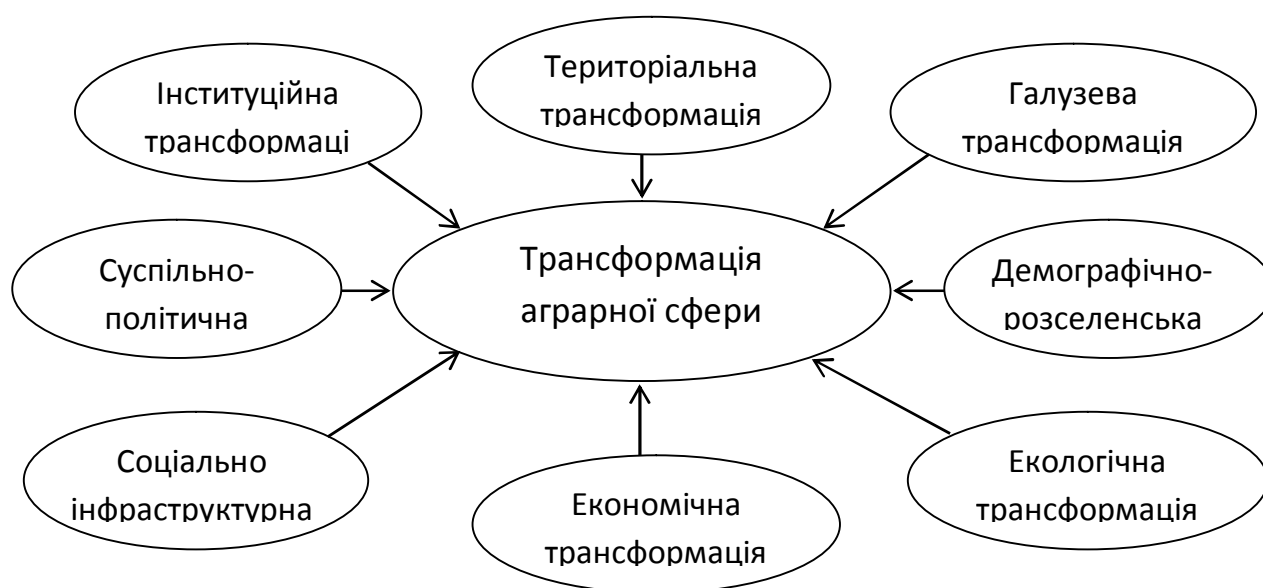 Інституційна
трансформаці
Територіальна
трансформація
Галузева
трансформація
Суспільно-
політична
Трансформація
аграрної сфери
Демографічно-
розселенська
Соціально
інфраструктурна
Економічна
трансформація
Екологічна
трансформація